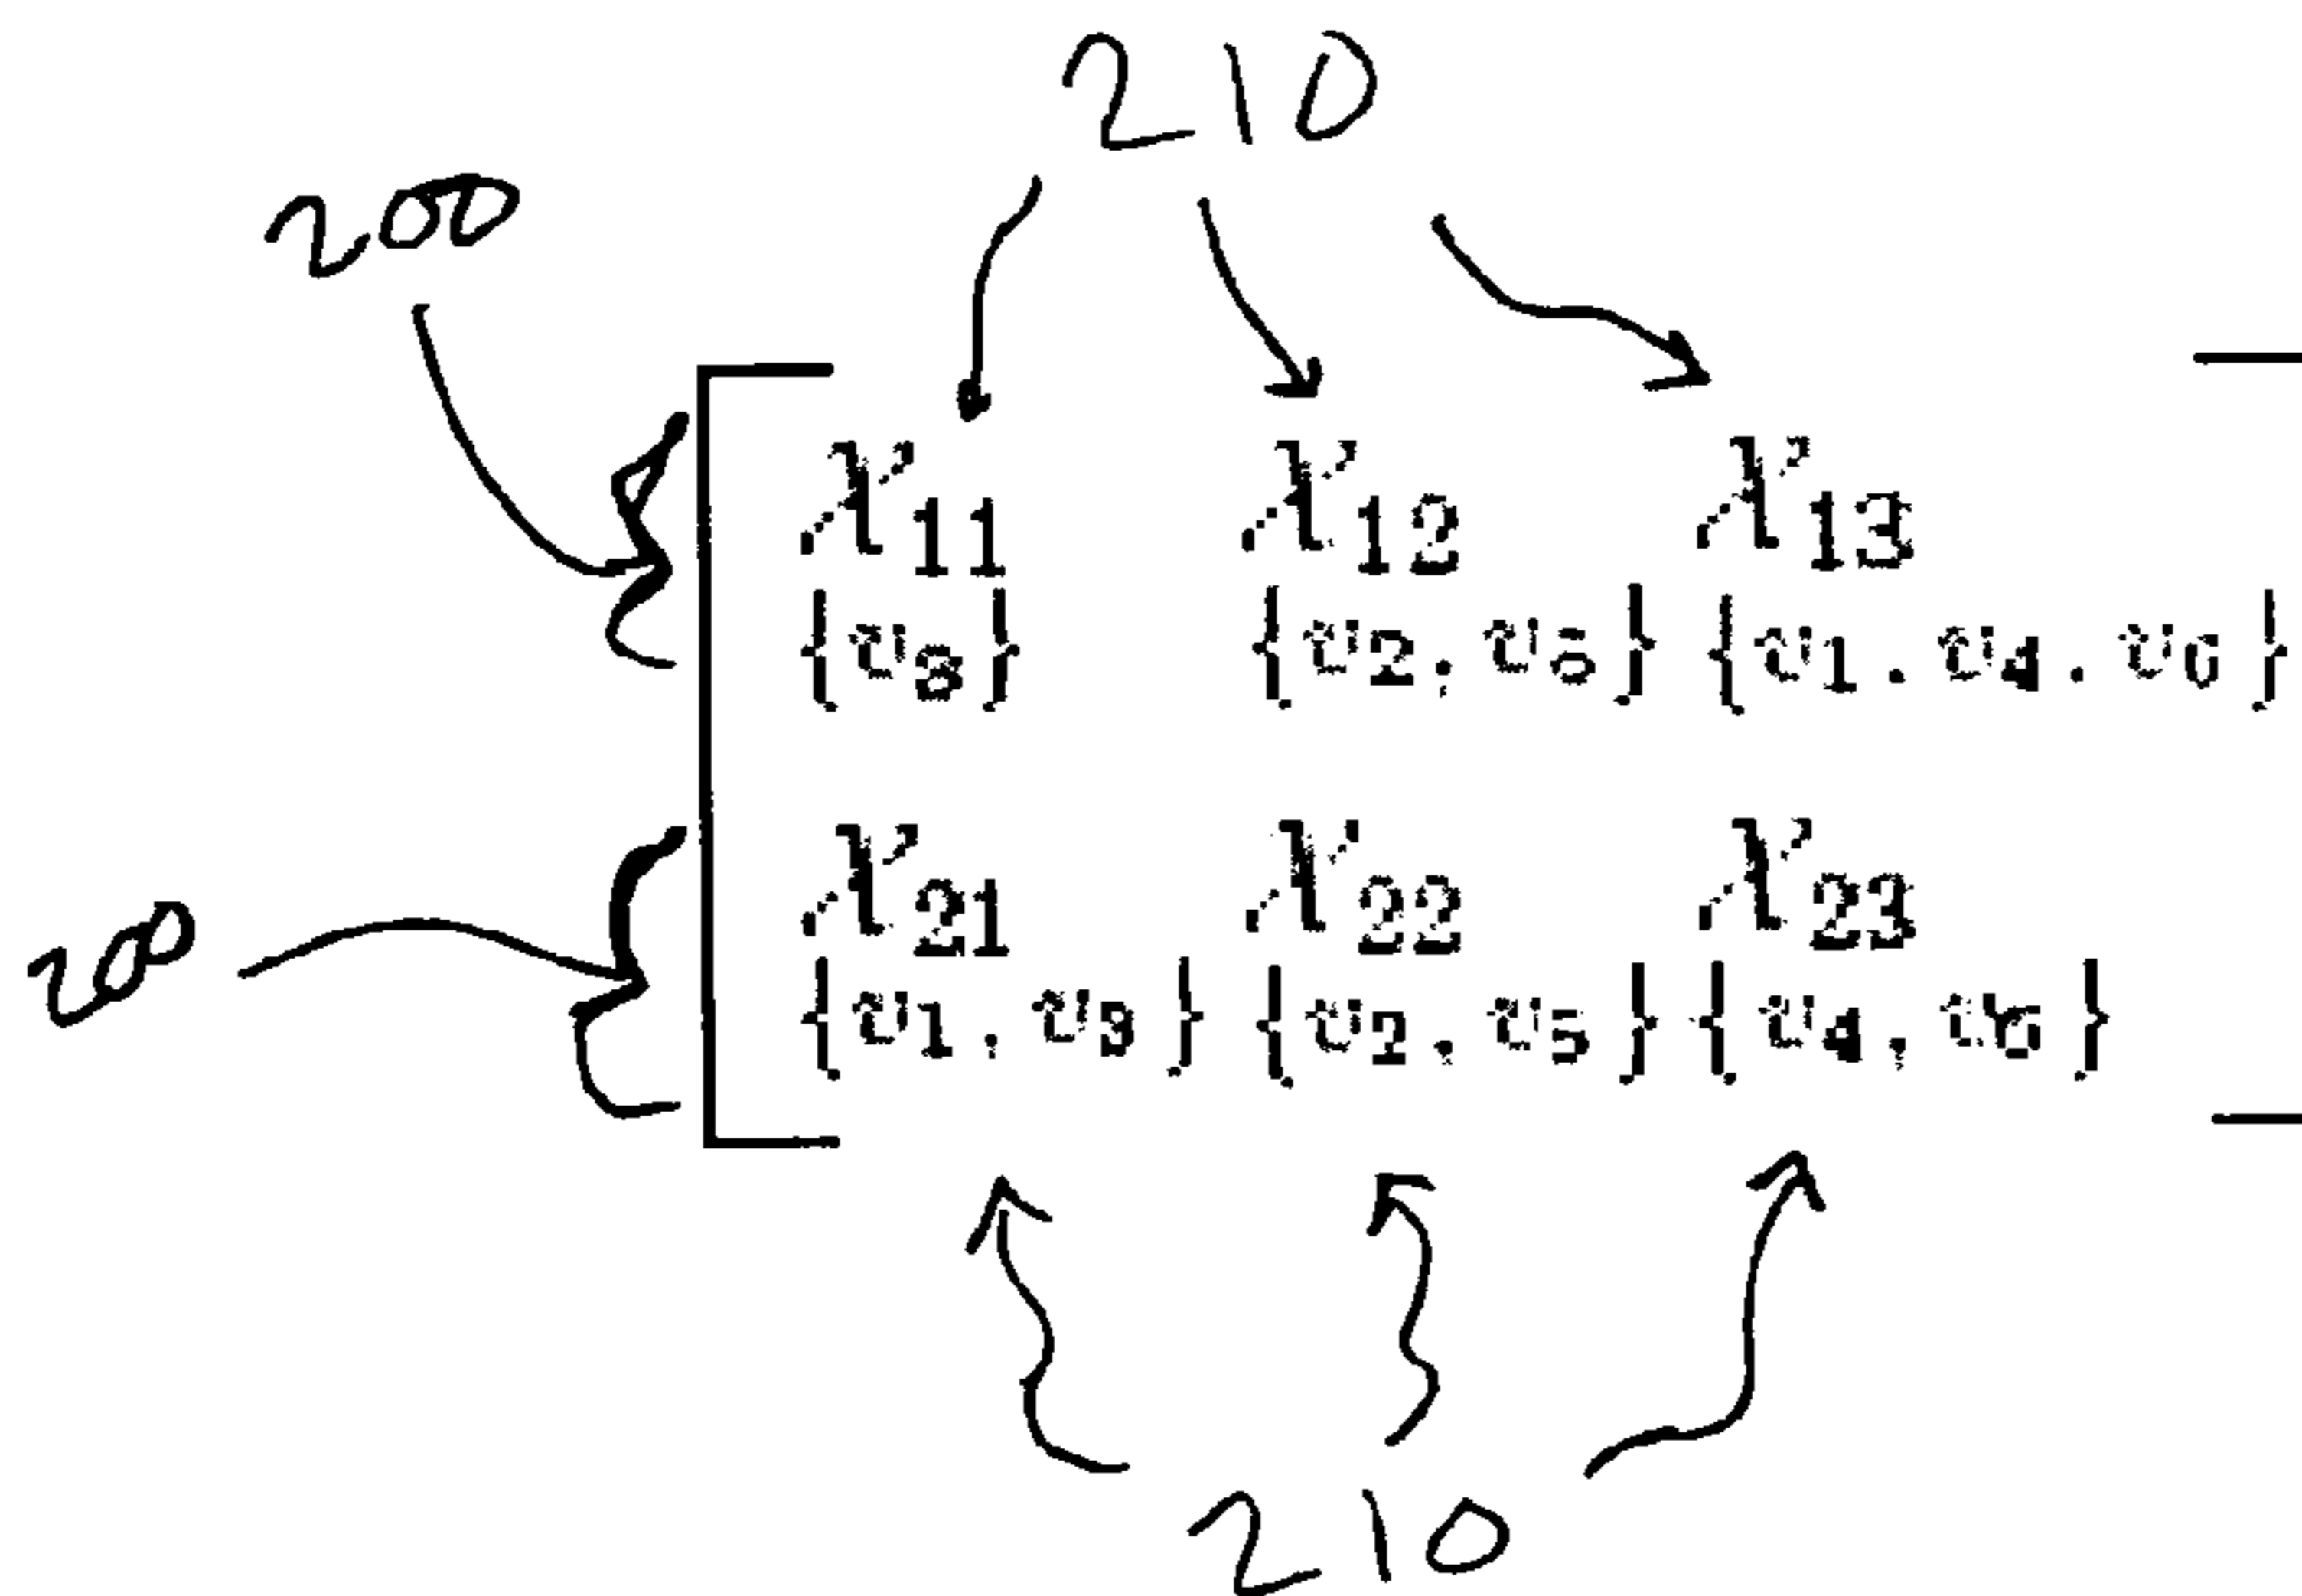 210
200
𝒳₁₁ 𝒳₁₂ 𝒳₁₃
{v₃} {v₂, v₅} {v₁, v₄, v₆}
𝒳₂₁ 𝒳₂₂ 𝒳₂₃
200
{v₁, v₃} {v₂, v₅} {v₄, v₆}
210